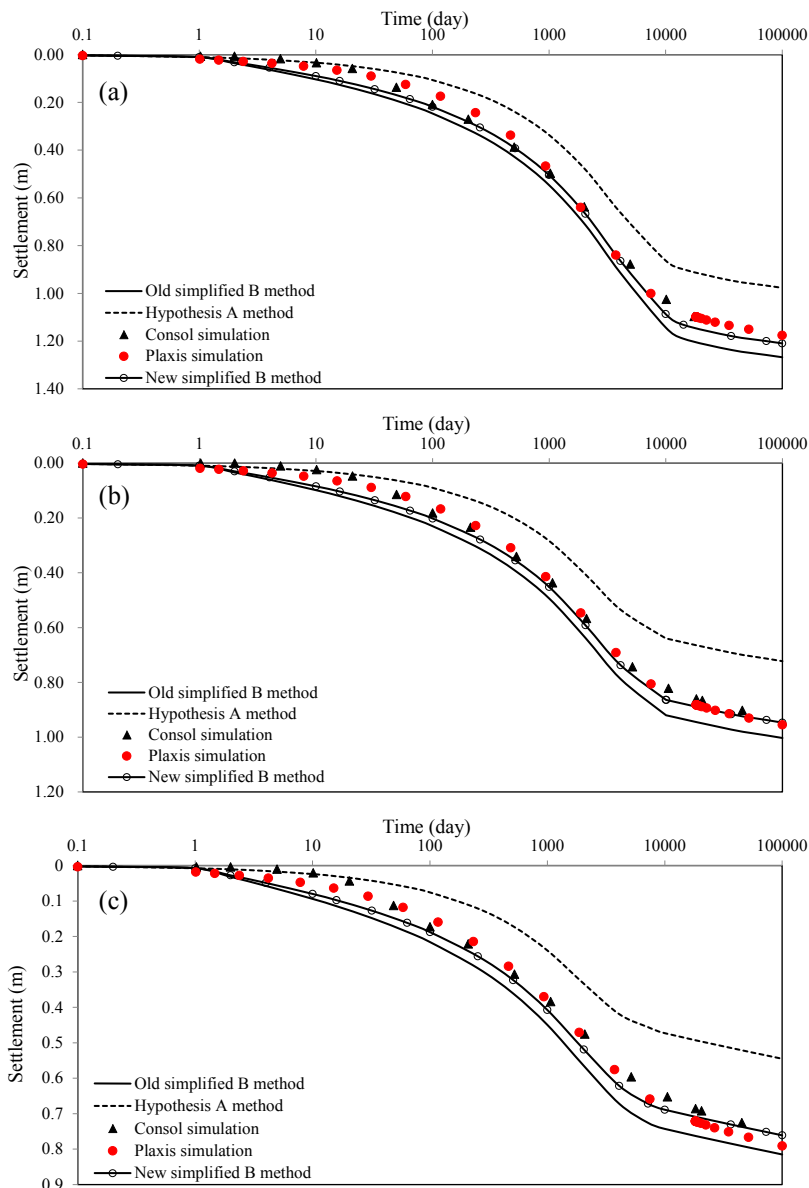 Time (day)
0.1 1 10 100 1000 10000 100000
0.00
0.20
0.40
0.60
0.80
1.00
1.20
1.40
Settlement (m)
(a)
Old simplified B method
Hypothesis A method
Consol simulation
Plaxis simulation
New simplified B method
Time (day)
0.1 1 10 100 1000 10000 100000
0.00
0.20
0.40
0.60
0.80
1.00
1.20
Settlement (m)
(b)
Old simplified B method
Hypothesis A method
Consol simulation
Plaxis simulation
New simplified B method
Time (day)
0.1 1 10 100 1000 10000 100000
0
0.1
0.2
0.3
0.4
0.5
0.6
0.7
0.8
0.9
Settlement (m)
(c)
Old simplified B method
Hypothesis A method
Consol simulation
Plaxis simulation
New simplified B method